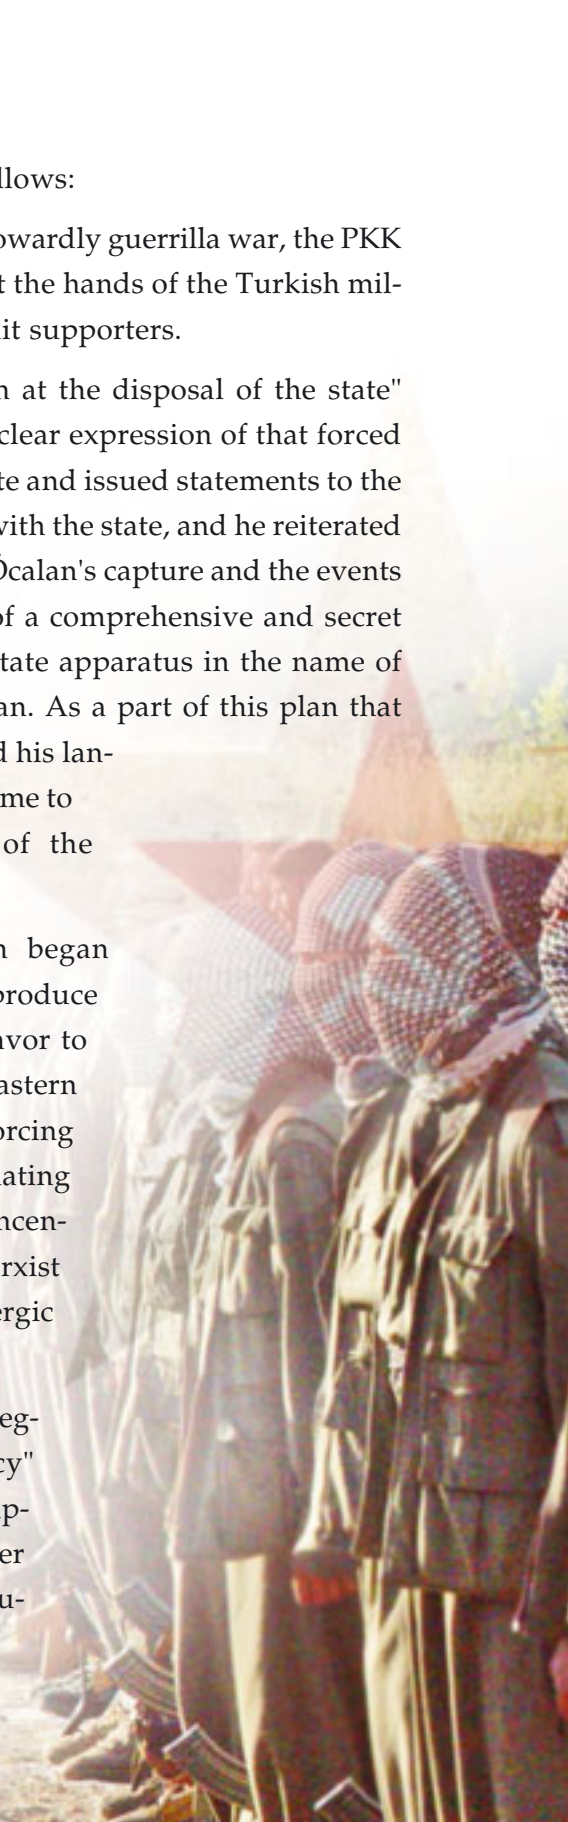 llows:
owardly guerrilla war, the PKK
t the hands of the Turkish mil-
it supporters.
n at the disposal of the state"
clear expression of that forced
te and issued statements to the
with the state, and he reiterated
Öcalan's capture and the events
of a comprehensive and secret
tate apparatus in the name of
an. As a part of this plan that
d his lan-
me to
of the
n began
produce
avor to
astern
orcing
ating
ncen-
rxist
ergic
eg-
cy"
p-
er
u-